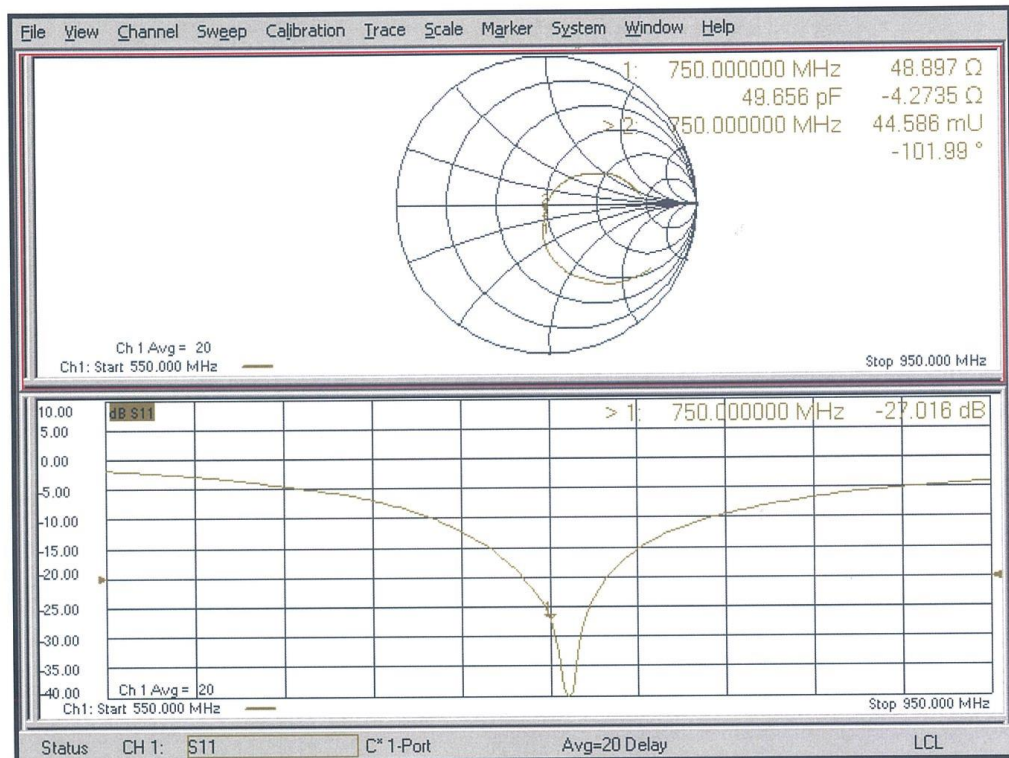 File View Channel Sweep Calibration Trace Scale Marker System Window Help
1: 750.000000 MHz 48.897 Ω
49.656 pF -4.2735 Ω
> 2: 750.000000 MHz 44.586 mU
-101.99 °
Ch 1 Avg = 20
Ch1: Start 550.000 MHz Stop 950.000 MHz
10.00 dB S11 > 1: 750.000000 MHz -27.016 dB
5.00
0.00
-5.00
-10.00
-15.00
-20.00
-25.00
-30.00
-35.00
-40.00 Ch 1 Avg = 20
Ch1: Start 550.000 MHz Stop 950.000 MHz
Status CH 1: S11 C* 1-Port Avg=20 Delay LCL